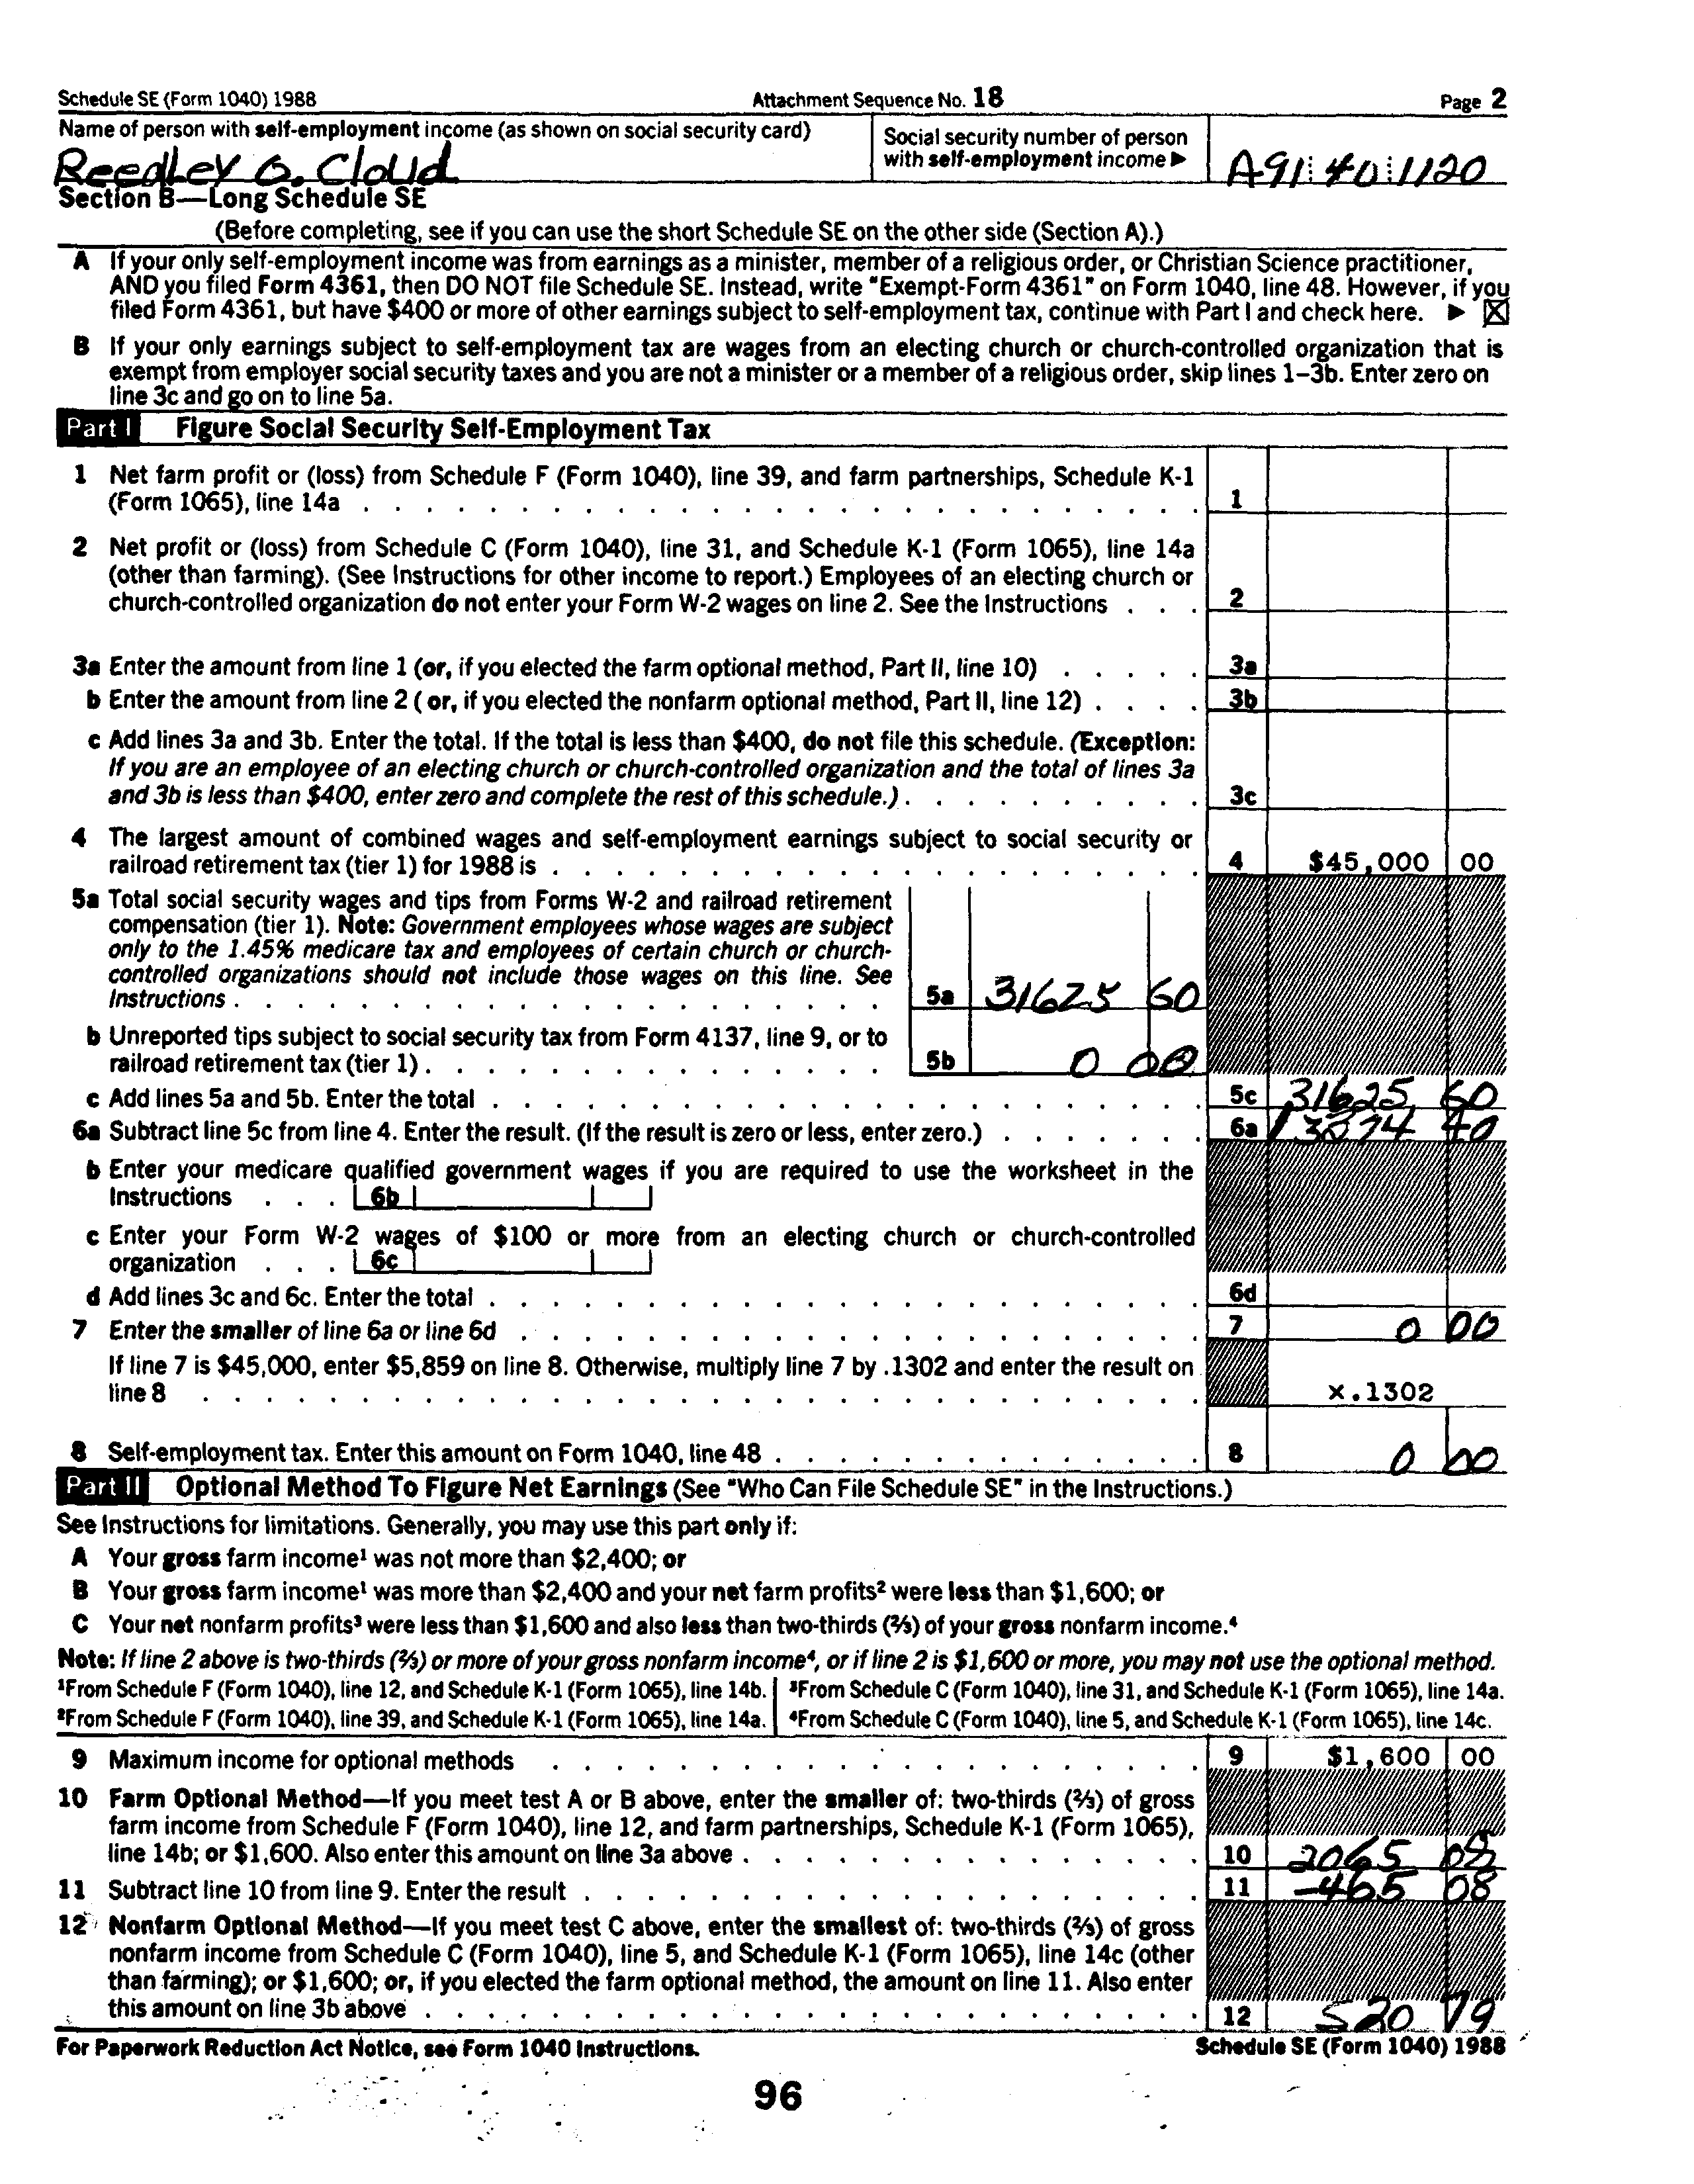 Schedule SE (Form 1040) 1988 Attachment Sequence No. 18 Page 2
Name of person with self-employment income (as shown on social security card)
Social security number of person
with self-employment income ▶
Reedley O. Cloud
A91 40 1120
Section B—Long Schedule SE
(Before completing, see if you can use the short Schedule SE on the other side (Section A).)
A If your only self-employment income was from earnings as a minister, member of a religious order, or Christian Science practitioner,
AND you filed Form 4361, then DO NOT file Schedule SE. Instead, write "Exempt-Form 4361" on Form 1040, line 48. However, if you
filed Form 4361, but have $400 or more of other earnings subject to self-employment tax, continue with Part I and check here. ▶ ☒
B If your only earnings subject to self-employment tax are wages from an electing church or church-controlled organization that is
exempt from employer social security taxes and you are not a minister or a member of a religious order, skip lines 1–3b. Enter zero on
line 3c and go on to line 5a.
Part I Figure Social Security Self-Employment Tax
1 Net farm profit or (loss) from Schedule F (Form 1040), line 39, and farm partnerships, Schedule K-1
(Form 1065), line 14a . . . 1
2 Net profit or (loss) from Schedule C (Form 1040), line 31, and Schedule K-1 (Form 1065), line 14a
(other than farming). (See Instructions for other income to report.) Employees of an electing church or
church-controlled organization do not enter your Form W-2 wages on line 2. See the Instructions . . . 2
3a Enter the amount from line 1 (or, if you elected the farm optional method, Part II, line 10) . . . 3a
b Enter the amount from line 2 ( or, if you elected the nonfarm optional method, Part II, line 12) . . . 3b
c Add lines 3a and 3b. Enter the total. If the total is less than $400, do not file this schedule. (Exception:
If you are an employee of an electing church or church-controlled organization and the total of lines 3a
and 3b is less than $400, enter zero and complete the rest of this schedule.) . . . 3c
4 The largest amount of combined wages and self-employment earnings subject to social security or
railroad retirement tax (tier 1) for 1988 is . . . 4 $45,000 00
5a Total social security wages and tips from Forms W-2 and railroad retirement
compensation (tier 1). Note: Government employees whose wages are subject
only to the 1.45% medicare tax and employees of certain church or church-
controlled organizations should not include those wages on this line. See
Instructions . . . 5a 31625 60
b Unreported tips subject to social security tax from Form 4137, line 9, or to
railroad retirement tax (tier 1) . . . 5b 0 00
c Add lines 5a and 5b. Enter the total . . . 5c 31625 60
6a Subtract line 5c from line 4. Enter the result. (If the result is zero or less, enter zero.) . . . 6a 40
b Enter your medicare qualified government wages if you are required to use the worksheet in the
Instructions . . . 6b
c Enter your Form W-2 wages of $100 or more from an electing church or church-controlled
organization . . . 6c
d Add lines 3c and 6c. Enter the total . . . 6d
7 Enter the smaller of line 6a or line 6d . . . 7 0 00
If line 7 is $45,000, enter $5,859 on line 8. Otherwise, multiply line 7 by .1302 and enter the result on
line 8 . . . x.1302
8 Self-employment tax. Enter this amount on Form 1040, line 48 . . . 8 0 00
Part II Optional Method To Figure Net Earnings (See "Who Can File Schedule SE" in the Instructions.)
See Instructions for limitations. Generally, you may use this part only if:
A Your gross farm income¹ was not more than $2,400; or
B Your gross farm income¹ was more than $2,400 and your net farm profits² were less than $1,600; or
C Your net nonfarm profits³ were less than $1,600 and also less than two-thirds (⅔) of your gross nonfarm income.⁴
Note: If line 2 above is two-thirds (⅔) or more of your gross nonfarm income⁴, or if line 2 is $1,600 or more, you may not use the optional method.
¹From Schedule F (Form 1040), line 12, and Schedule K-1 (Form 1065), line 14b. ³From Schedule C (Form 1040), line 31, and Schedule K-1 (Form 1065), line 14a.
²From Schedule F (Form 1040), line 39, and Schedule K-1 (Form 1065), line 14a. ⁴From Schedule C (Form 1040), line 5, and Schedule K-1 (Form 1065), line 14c.
9 Maximum income for optional methods . . . 9 $1,600 00
10 Farm Optional Method—If you meet test A or B above, enter the smaller of: two-thirds (⅔) of gross
farm income from Schedule F (Form 1040), line 12, and farm partnerships, Schedule K-1 (Form 1065),
line 14b; or $1,600. Also enter this amount on line 3a above . . . 10 2065 08
11 Subtract line 10 from line 9. Enter the result . . . 11 -465 08
12 Nonfarm Optional Method—If you meet test C above, enter the smallest of: two-thirds (⅔) of gross
nonfarm income from Schedule C (Form 1040), line 5, and Schedule K-1 (Form 1065), line 14c (other
than farming); or $1,600; or, if you elected the farm optional method, the amount on line 11. Also enter
this amount on line 3b above . . . 12 520 79
For Paperwork Reduction Act Notice, see Form 1040 Instructions. Schedule SE (Form 1040) 1988
96